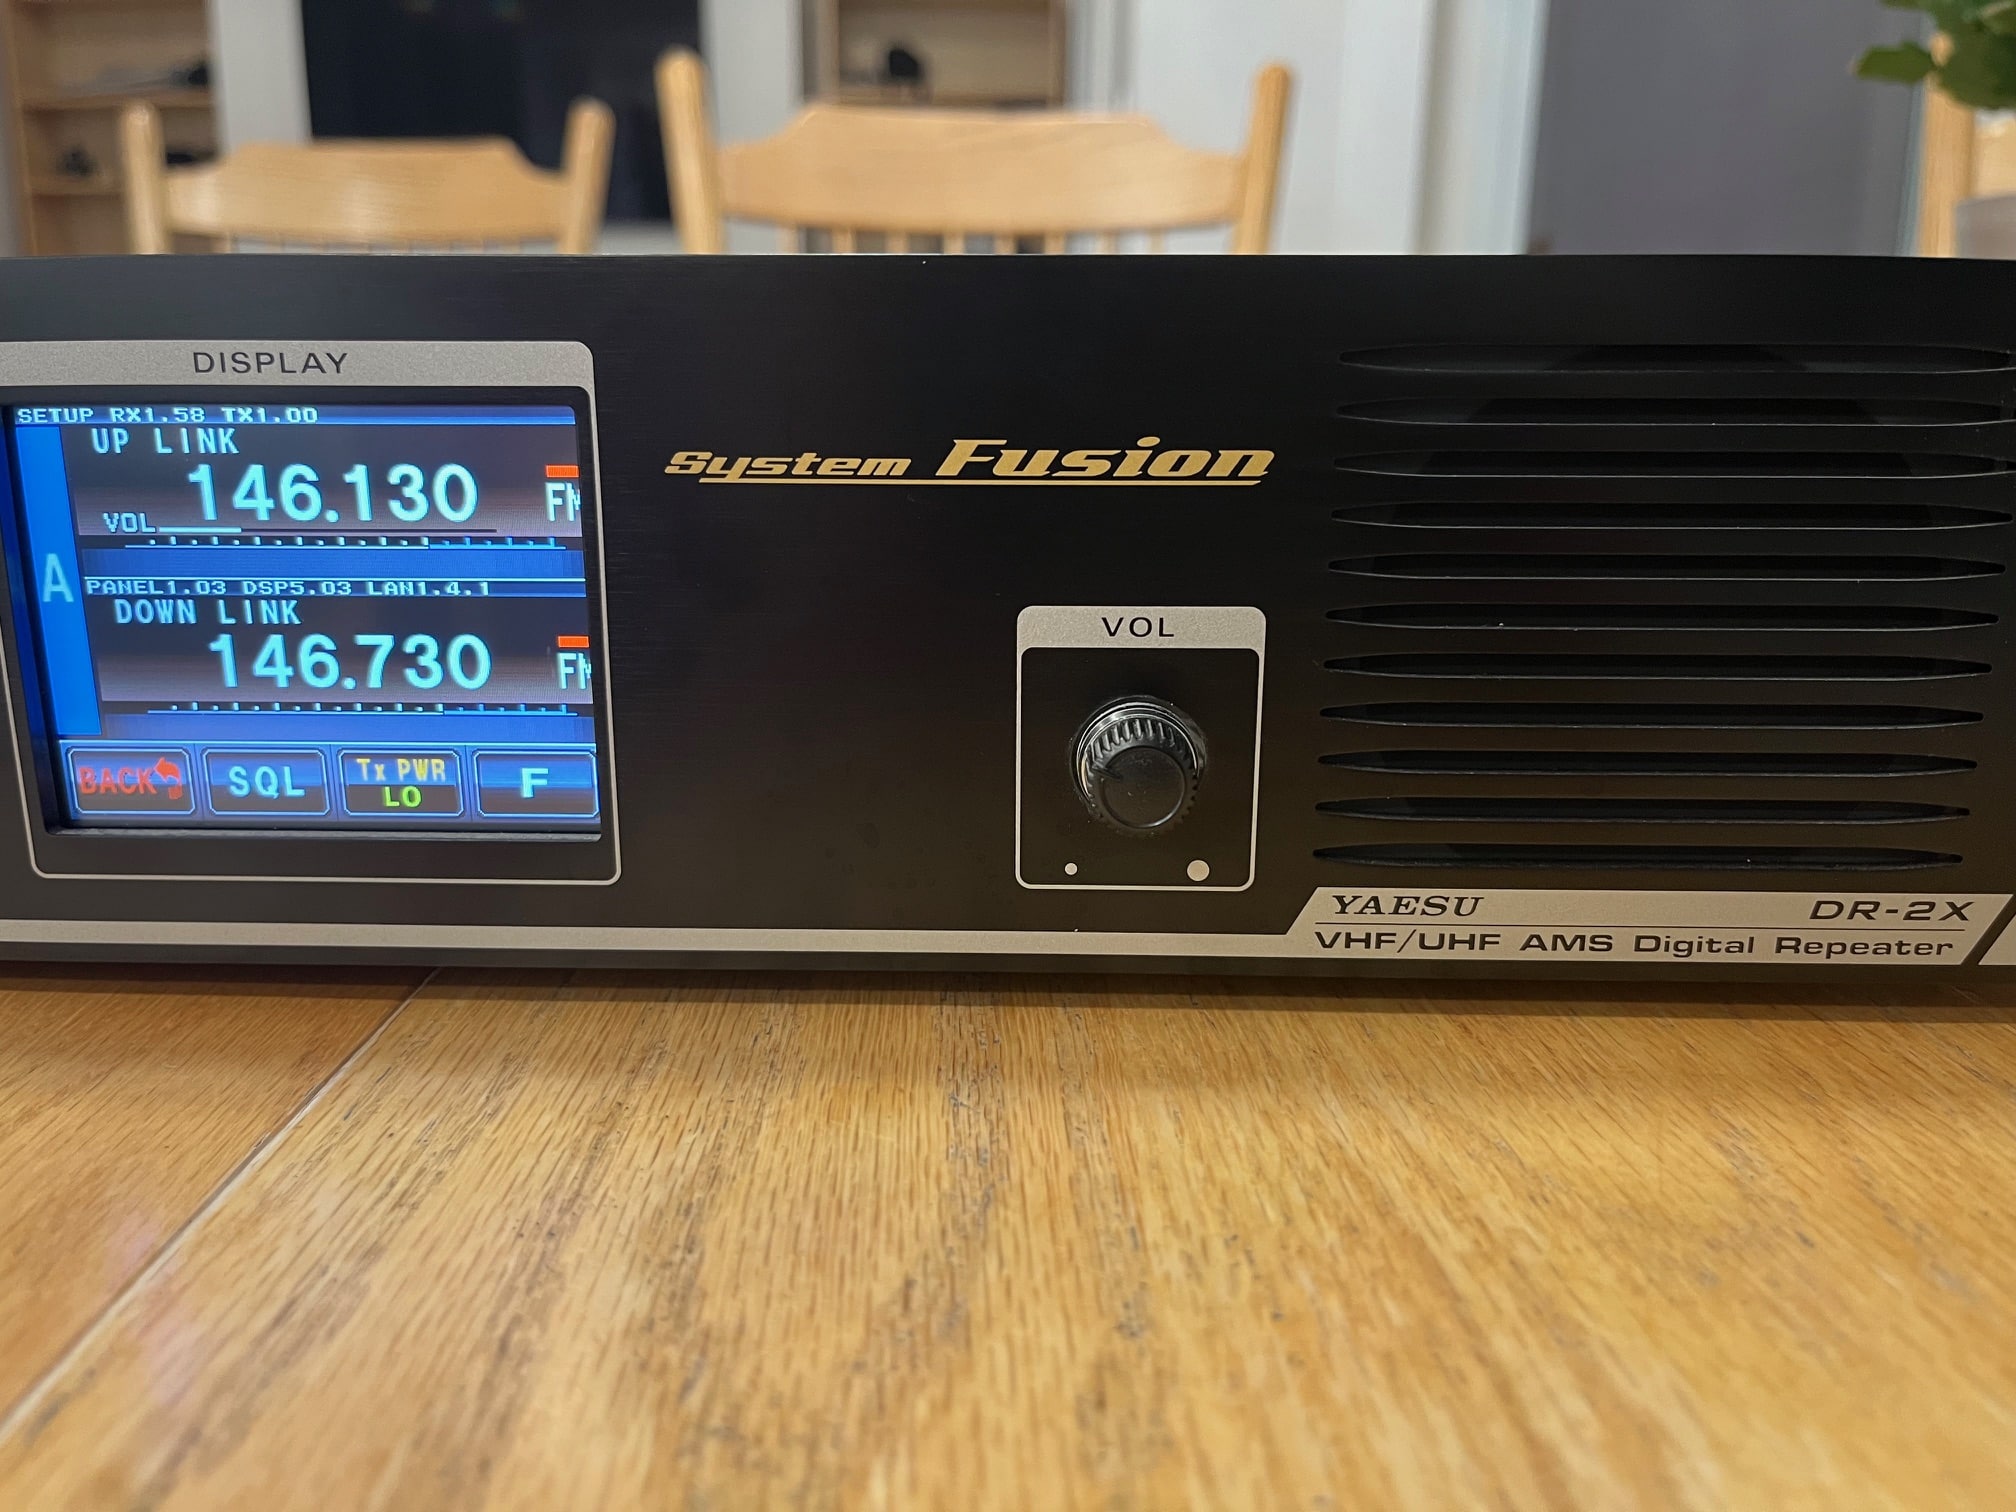 DISPLAY
SETUP RX1.58 TX1.00
UP LINK
146.130
FM
VOL
A
PANEL1.03 DSP5.03 LAN1.4.1
DOWN LINK
146.730
FM
BACK
SQL
Tx PWR
LO
F
System Fusion
VOL
YAESU
DR-2X
VHF/UHF AMS Digital Repeater